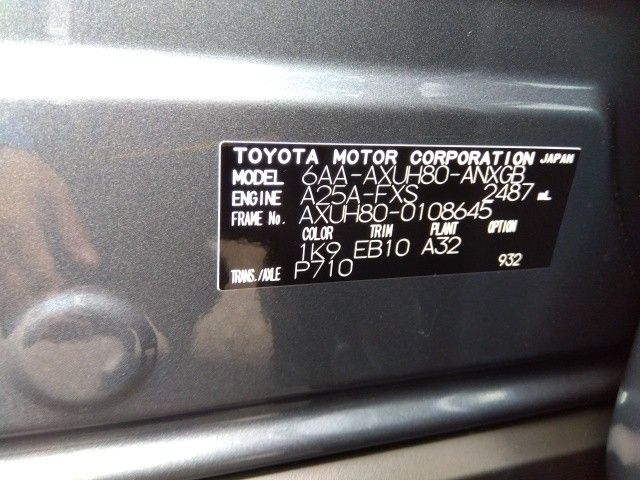 TOYOTA MOTOR CORPORATION JAPAN
MODEL 6AA-AXUH80-ANXGB
ENGINE A25A-FXS 2487 mL
FRAME No. AXUH80-0108645
COLOR TRIM PLANT OPTION
1K9 EB10 A32
TRANS./AXLE P710 932